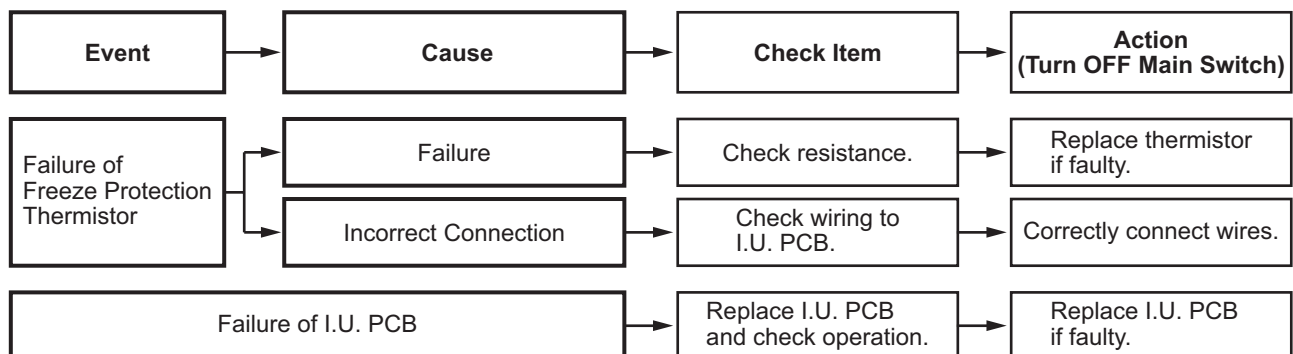 Event
Cause
Check Item
Action
(Turn OFF Main Switch)
Failure of
Freeze Protection
Thermistor
Failure
Check resistance.
Replace thermistor
if faulty.
Incorrect Connection
Check wiring to
I.U. PCB.
Correctly connect wires.
Failure of I.U. PCB
Replace I.U. PCB
and check operation.
Replace I.U. PCB
if faulty.